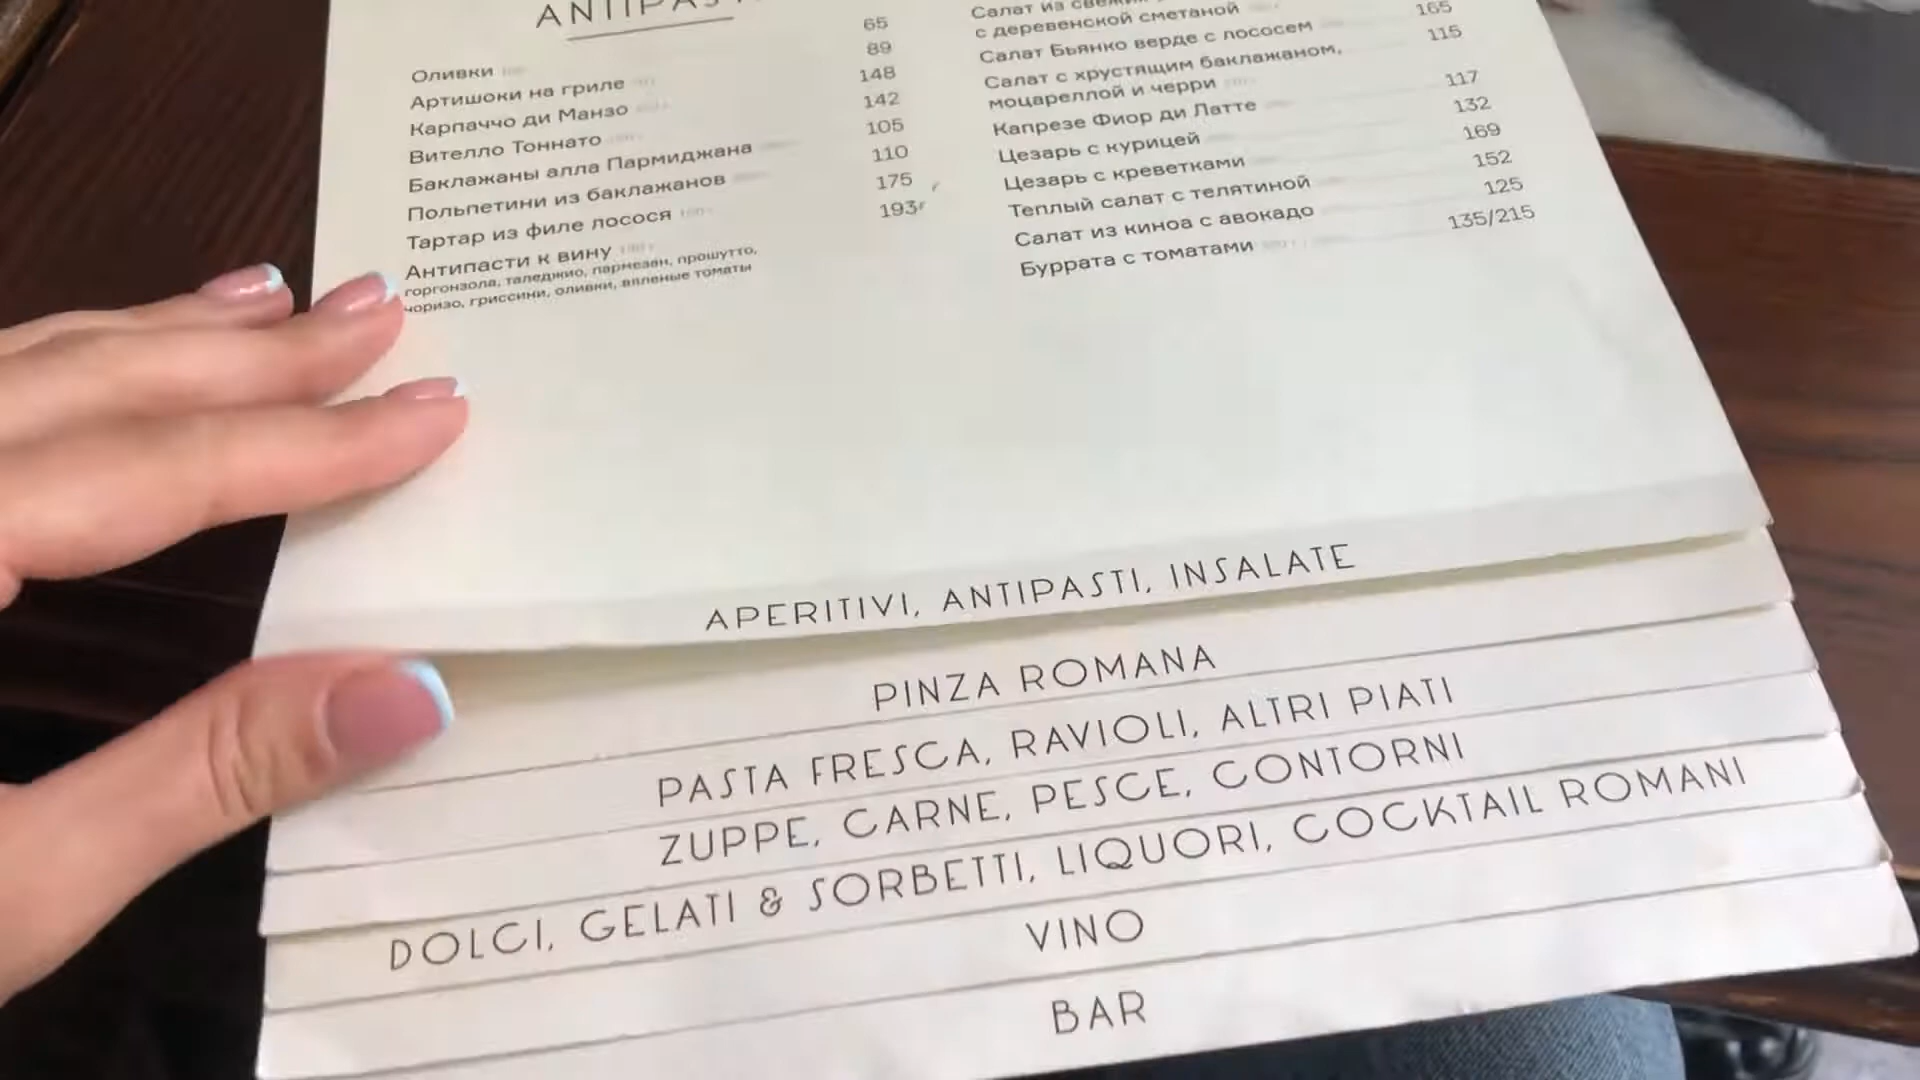 ANTIPASTI
Оливки 65
Артишоки на гриле 89
Карпаччо ди Манзо 148
Вителло Тоннато 142
Баклажаны алла Пармиджана 105
Польпетини из баклажанов 110
Тартар из филе лосося 175
Антипасти к вину 193
горгонзола, таледжио, пармезан, прошутто,
чоризо, гриссини, оливки, вяленые томаты
Салат из
с деревенской сметаной
Салат Бьянко верде с лососем 165
Салат с хрустящим баклажаном, 115
моцареллой и черри
Капрезе Фиор ди Латте 117
Цезарь с курицей 132
Цезарь с креветками 169
Теплый салат с телятиной 152
Салат из киноа с авокадо 125
Буррата с томатами 135/215
APERITIVI, ANTIPASTI, INSALATE
PINZA ROMANA
PASTA FRESCA, RAVIOLI, ALTRI PIATI
ZUPPE, CARNE, PESCE, CONTORNI
DOLCI, GELATI & SORBETTI, LIQUORI, COCKTAIL ROMANI
VINO
BAR